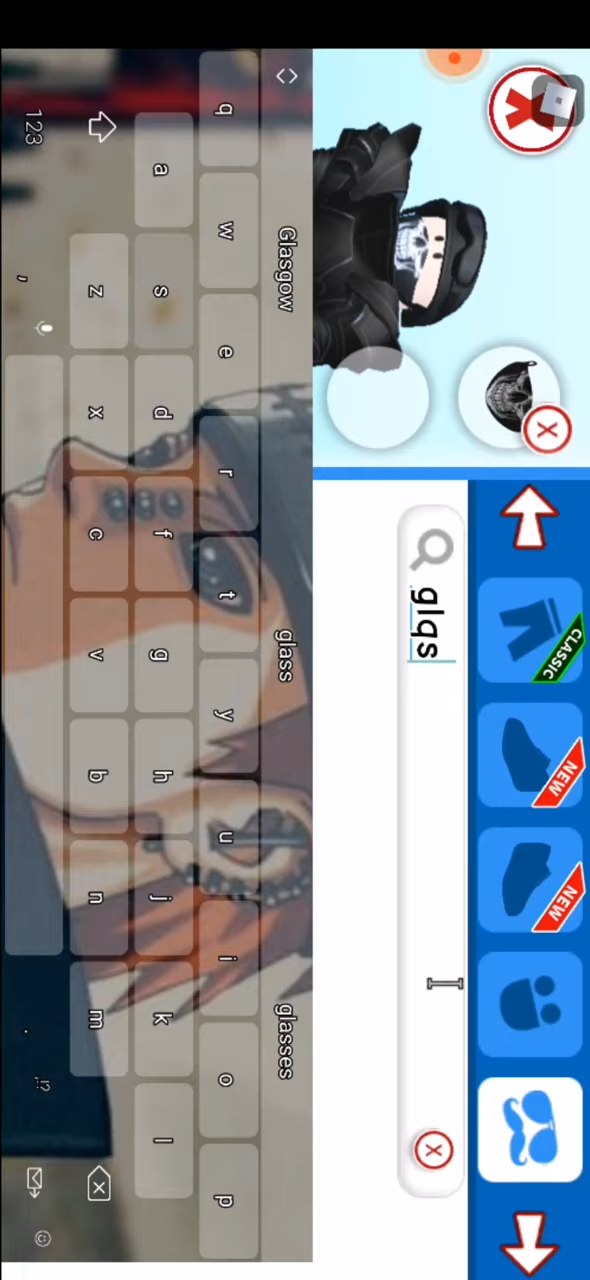 CLASSIC
NEW
NEW
glas
Glasgow
glass
glasses
q w e r t y u i o p
a s d f g h j k l
z x c v b n m
123
, . ,!?